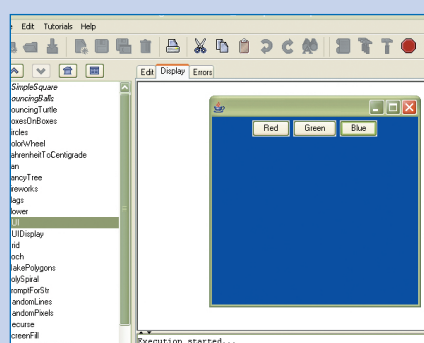 Edit Tutorials Help
Edit Display Errors
SimpleSquare
ouncingBalls
ouncingTurtle
oxesOnBoxes
ircles
olorWheel
ahrenheitToCentigrade
an
ancyTree
ireworks
lags
lower
UI
UIDisplay
rid
och
lakePolygons
olySpiral
romptForStr
andomLines
andomPixels
ecurse
creenFill
Red Green Blue
Execution started...